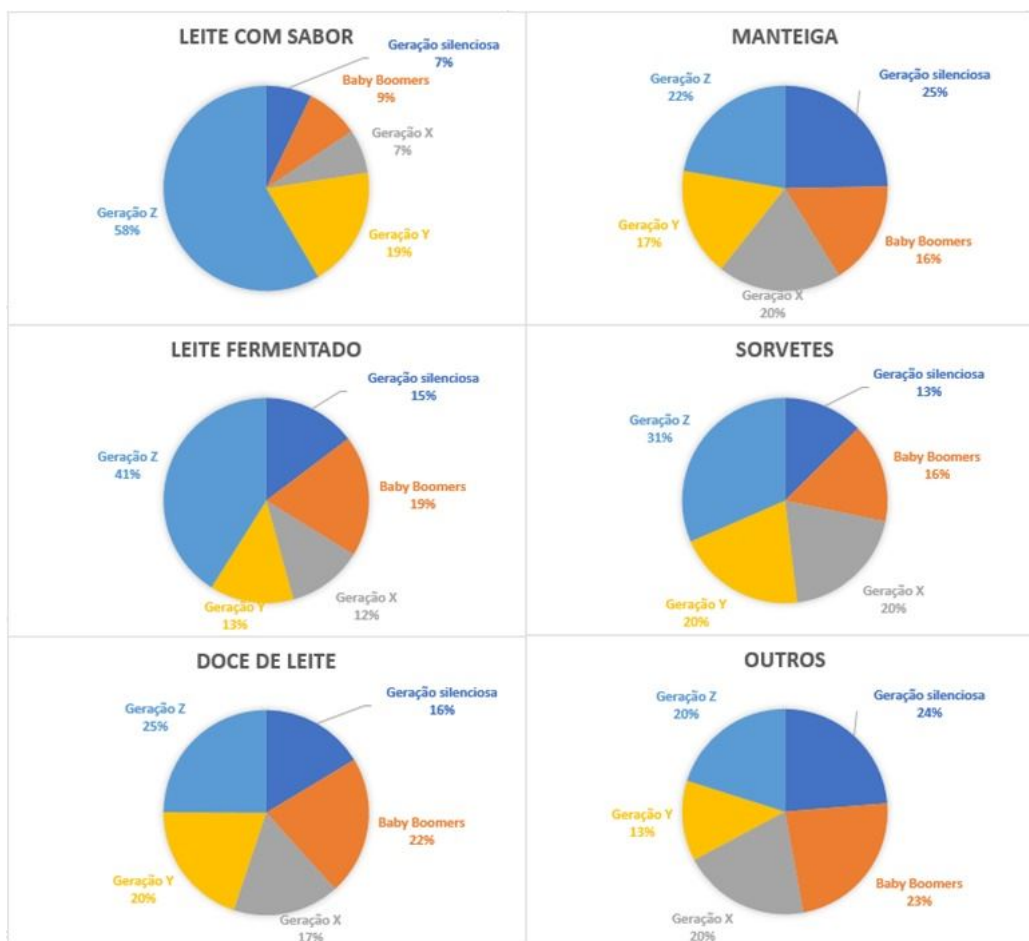 LEITE COM SABOR
Geração silenciosa
7%
Baby Boomers
9%
Geração X
7%
Geração Y
19%
Geração Z
58%
MANTEIGA
Geração silenciosa
25%
Baby Boomers
16%
Geração X
20%
Geração Y
17%
Geração Z
22%
LEITE FERMENTADO
Geração silenciosa
15%
Baby Boomers
19%
Geração X
12%
Geração Y
13%
Geração Z
41%
SORVETES
Geração silenciosa
13%
Baby Boomers
16%
Geração X
20%
Geração Y
20%
Geração Z
31%
DOCE DE LEITE
Geração silenciosa
16%
Baby Boomers
22%
Geração X
17%
Geração Y
20%
Geração Z
25%
OUTROS
Geração silenciosa
24%
Baby Boomers
23%
Geração X
20%
Geração Y
13%
Geração Z
20%